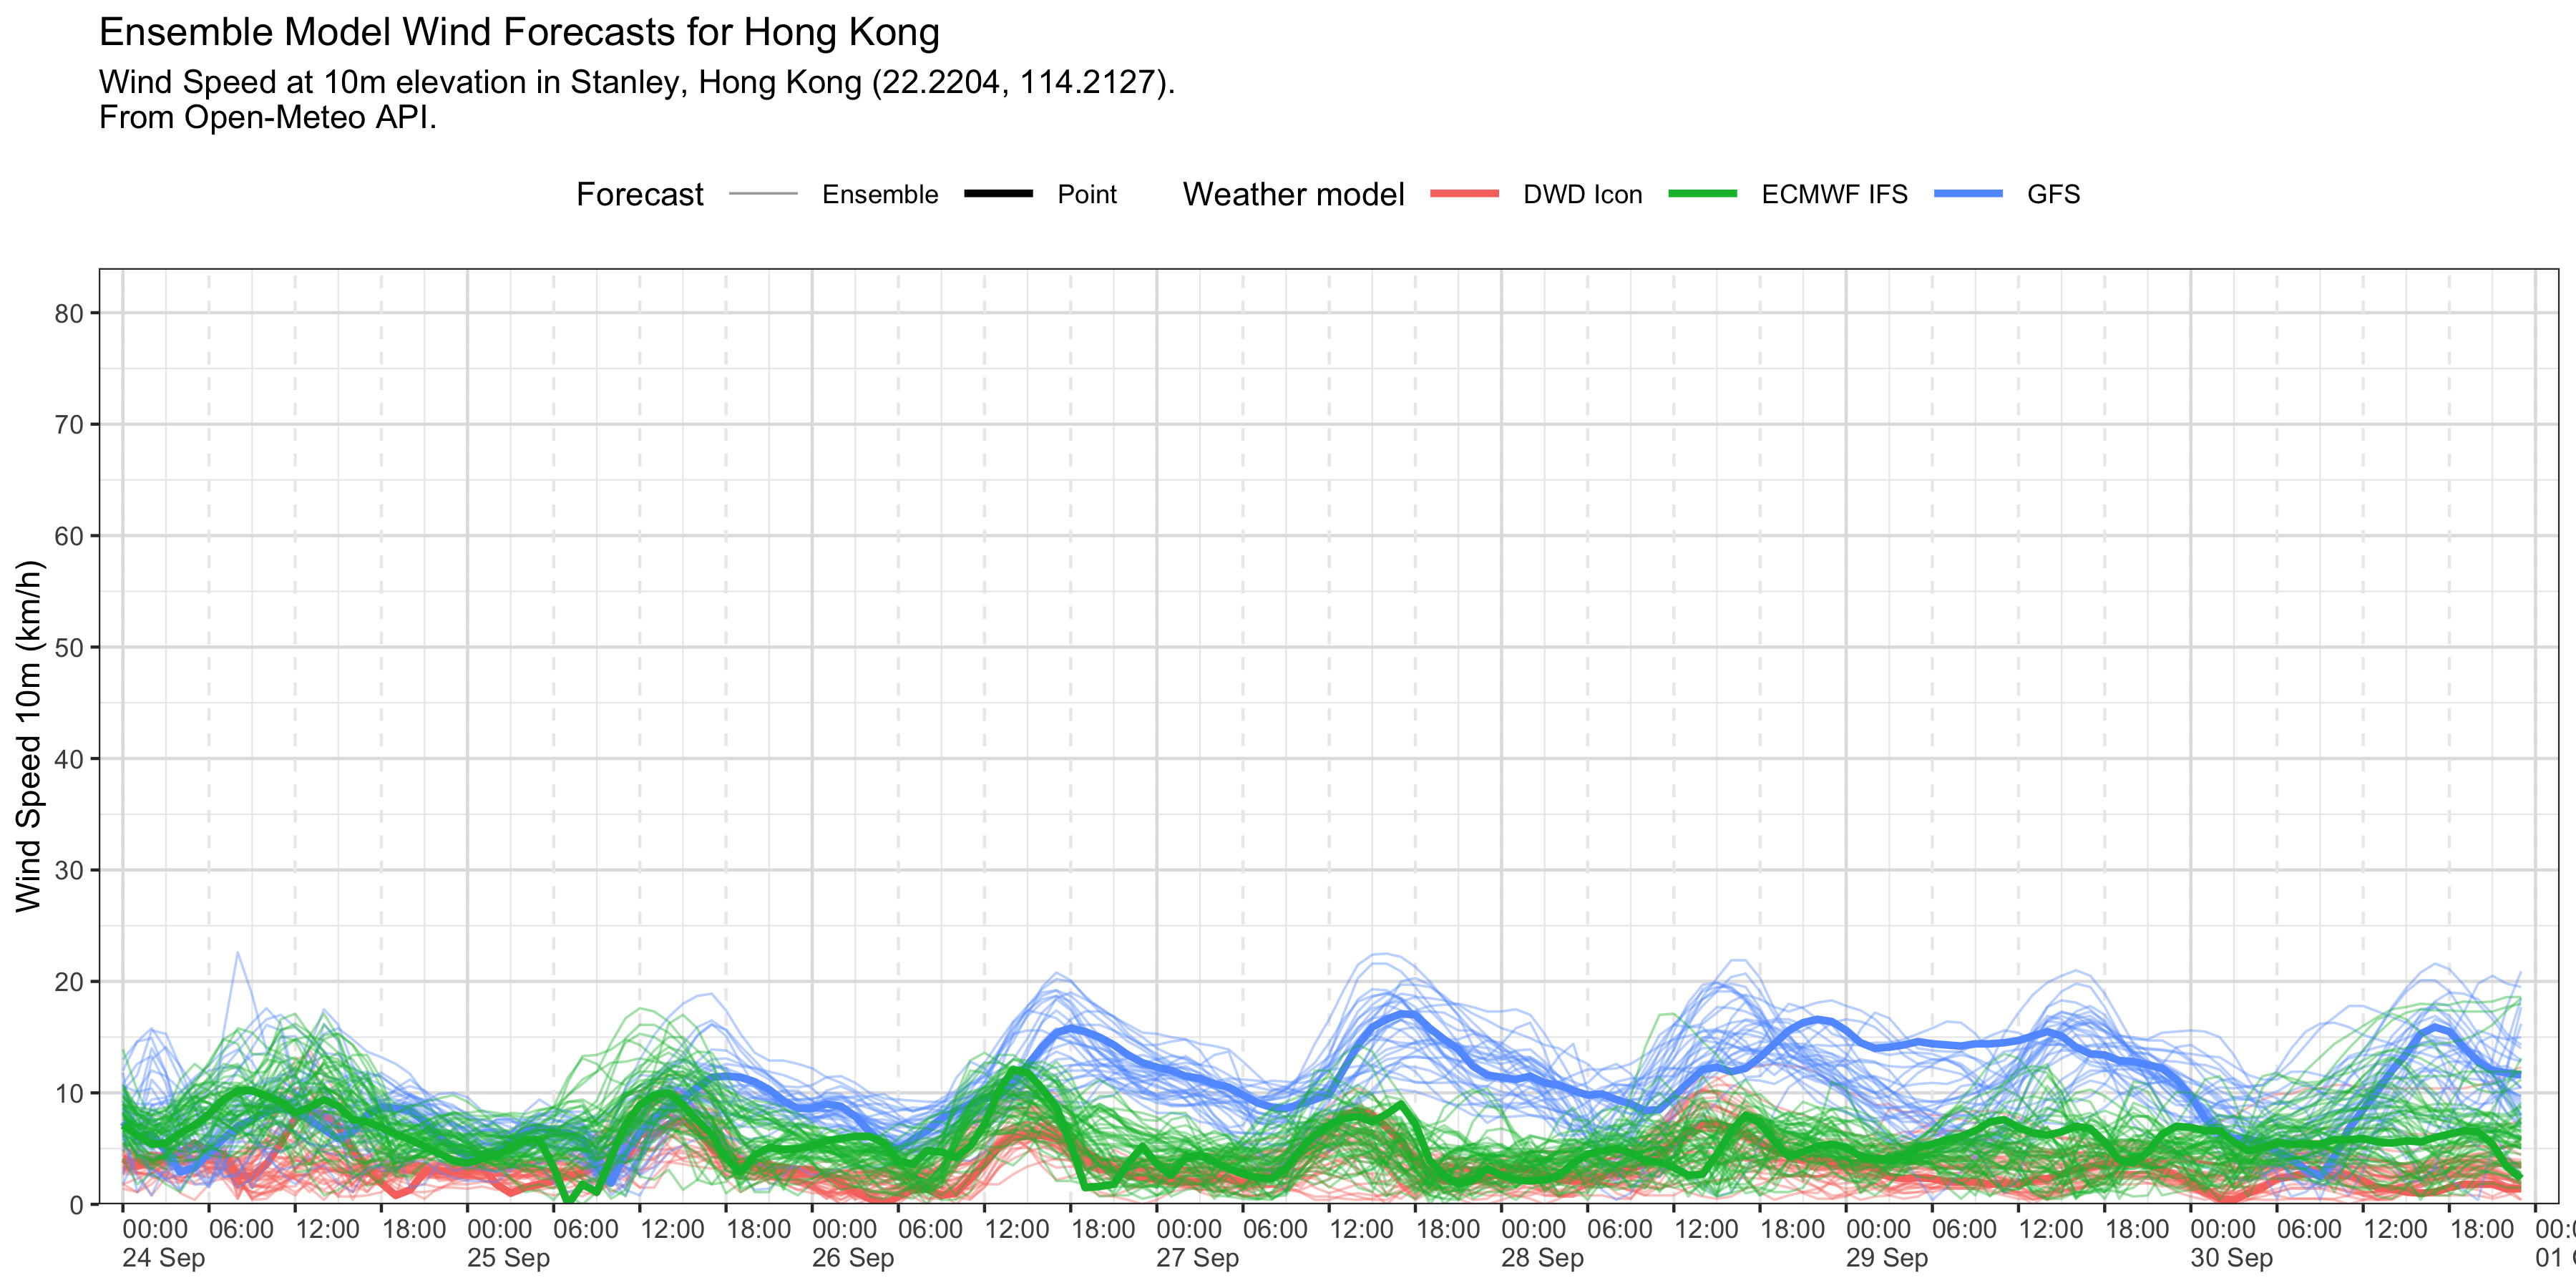 Ensemble Model Wind Forecasts for Hong Kong
Wind Speed at 10m elevation in Stanley, Hong Kong (22.2204, 114.2127).
From Open-Meteo API.
Forecast Ensemble Point Weather model DWD Icon ECMWF IFS GFS
Wind Speed 10m (km/h)
80
70
60
50
40
30
20
10
0
00:00 06:00 12:00 18:00 00:00 06:00 12:00 18:00 00:00 06:00 12:00 18:00 00:00 06:00 12:00 18:00 00:00 06:00 12:00 18:00 00:00 06:00 12:00 18:00 00:00 06:00 12:00 18:00
24 Sep 25 Sep 26 Sep 27 Sep 28 Sep 29 Sep 30 Sep 01